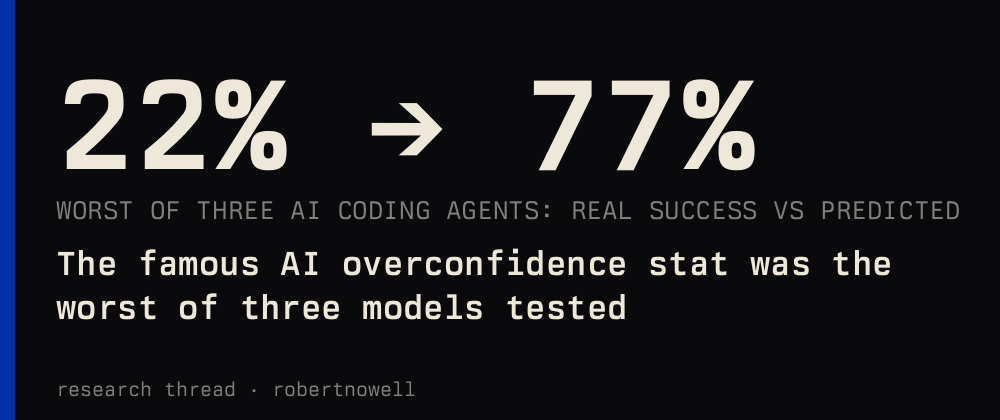 22% → 77%
WORST OF THREE AI CODING AGENTS: REAL SUCCESS VS PREDICTED
The famous AI overconfidence stat was the
worst of three models tested
research thread · robertnowell